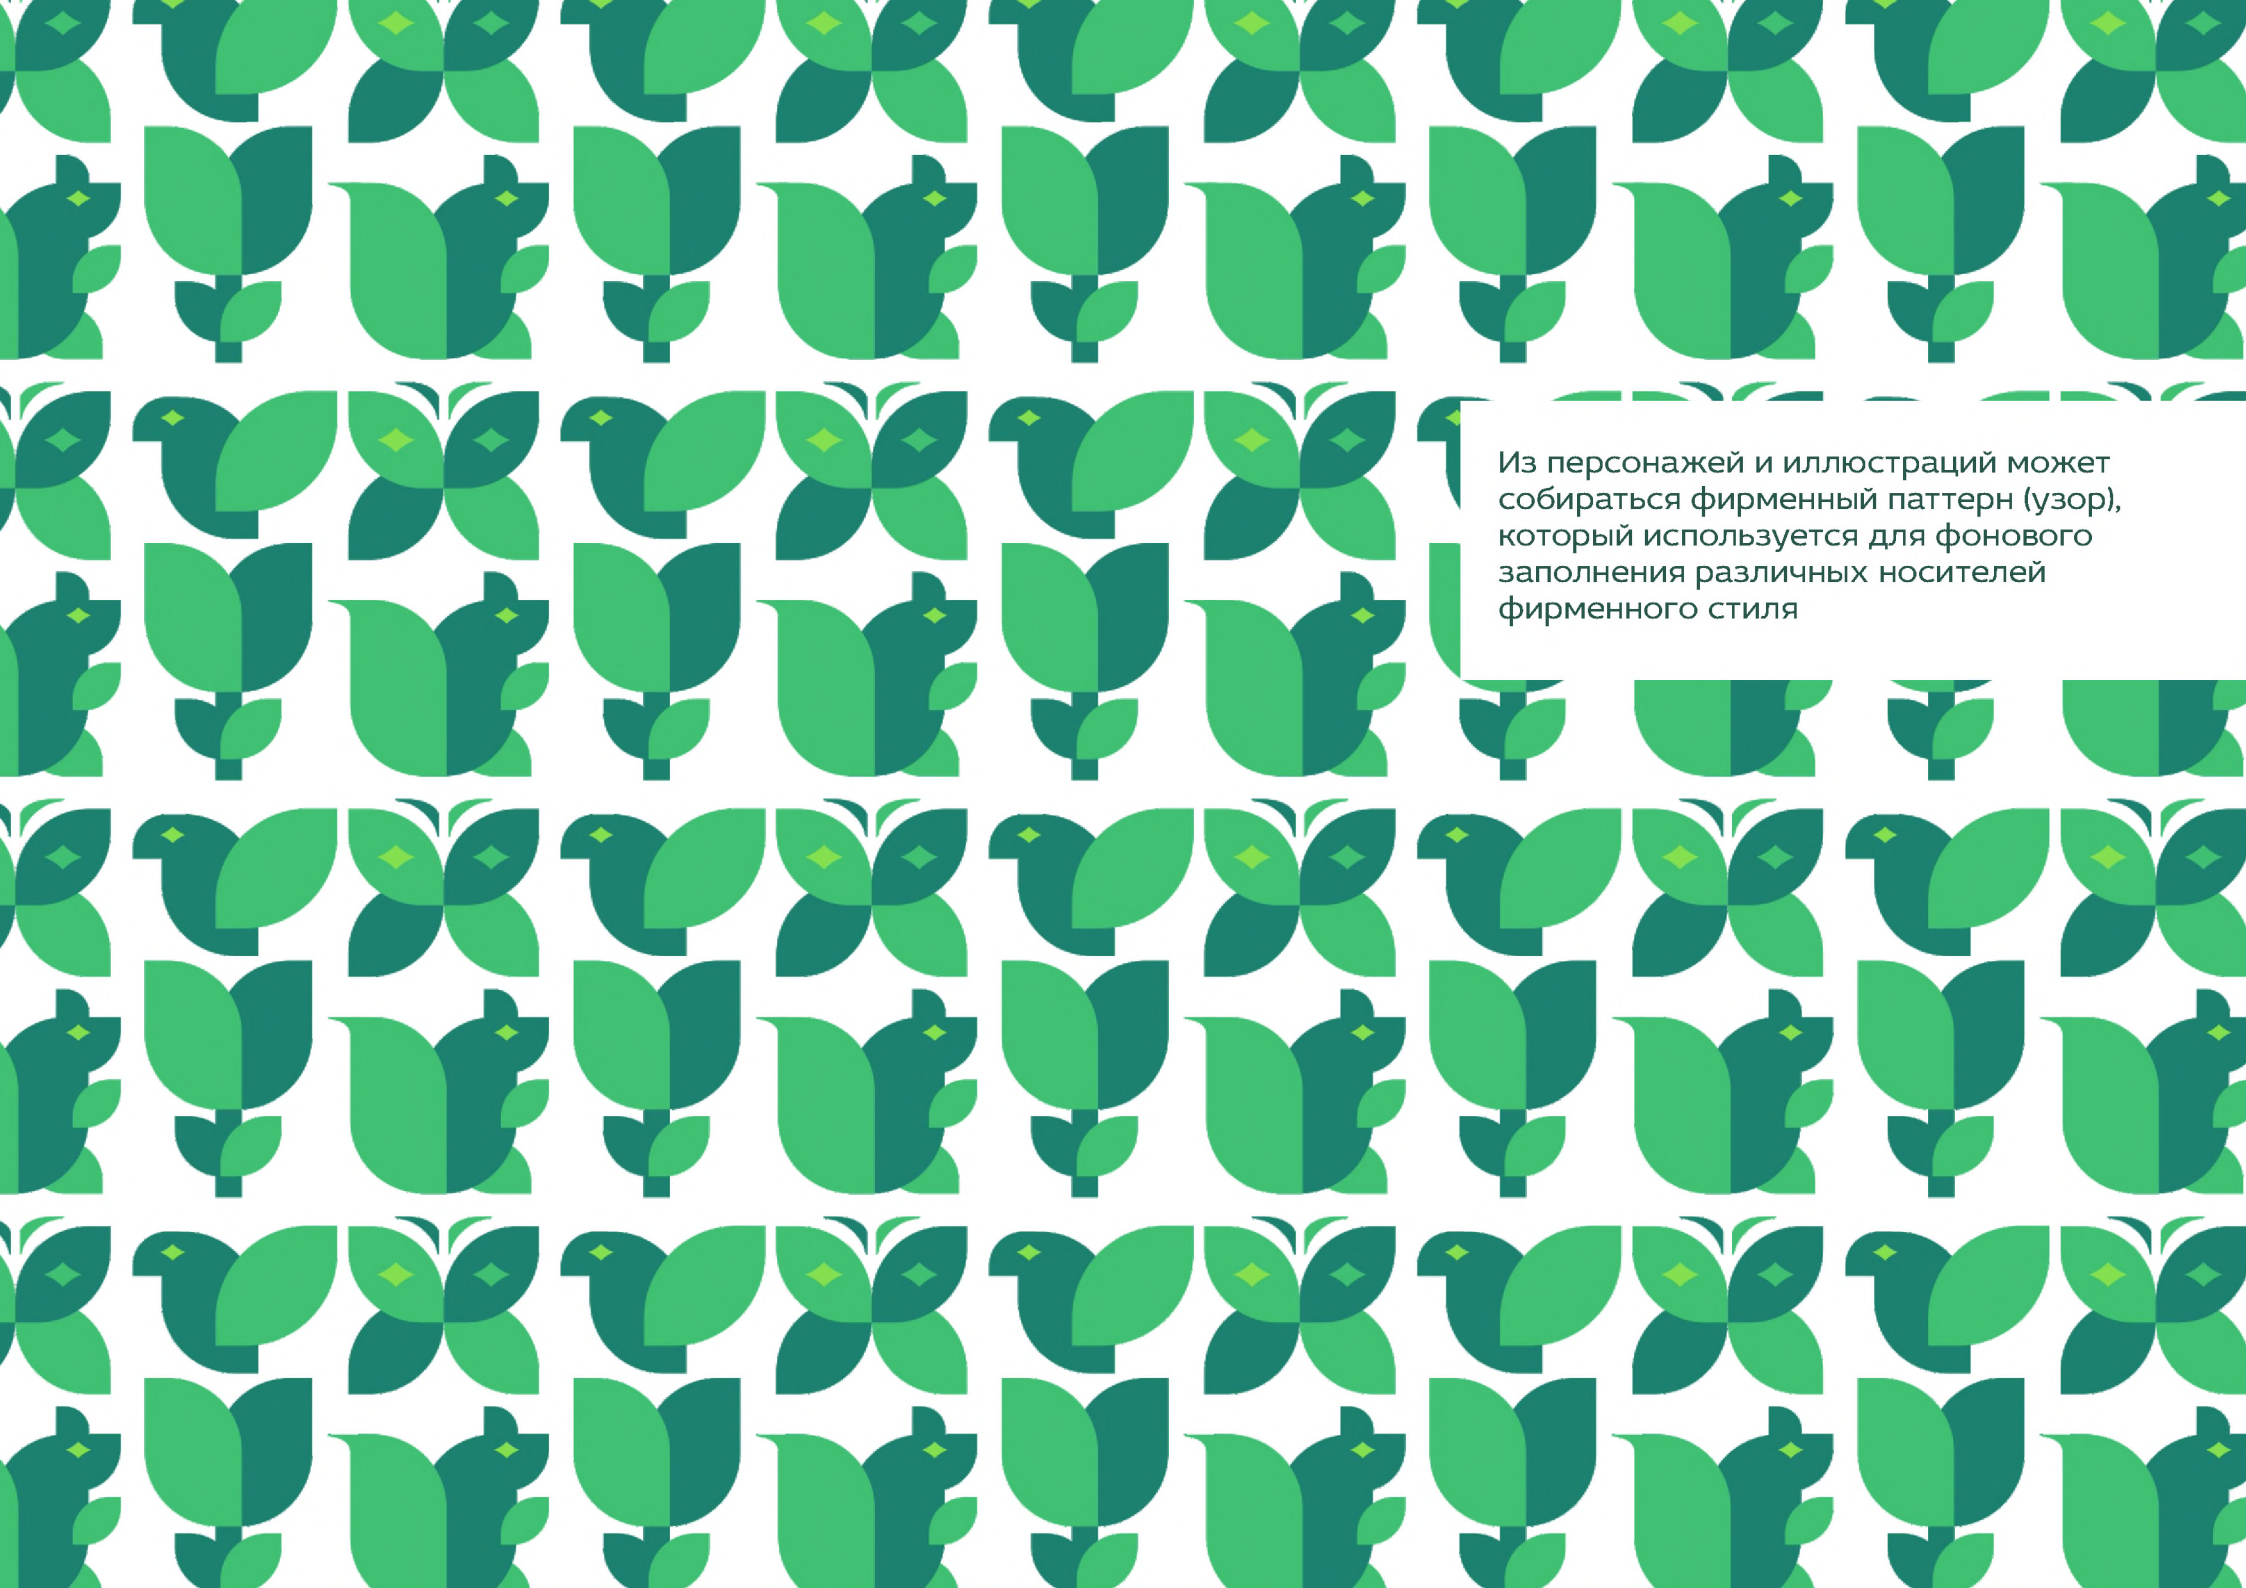 Из персонажей и иллюстраций может
собираться фирменный паттерн (узор),
который используется для фонового
заполнения различных носителей
фирменного стиля